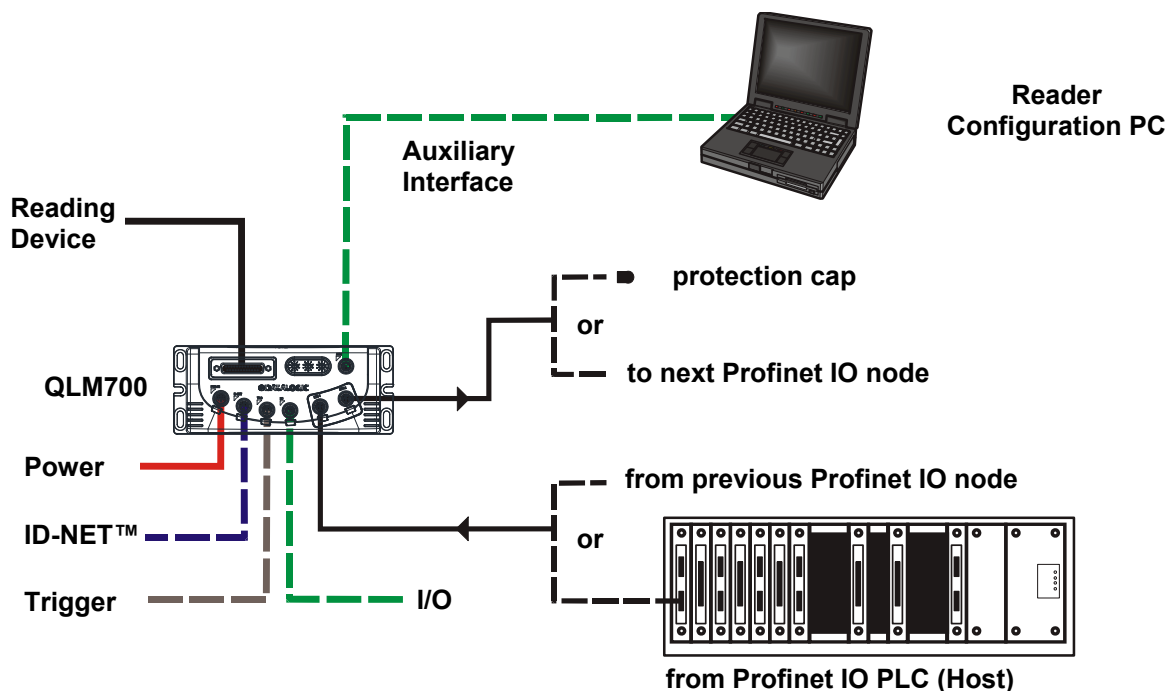 Reader
Configuration PC
Auxiliary
Interface
Reading
Device
protection cap
or
QLM700
DATALOGIC
to next Profinet IO node
Power
from previous Profinet IO node
ID-NET™
or
Trigger
I/O
from Profinet IO PLC (Host)